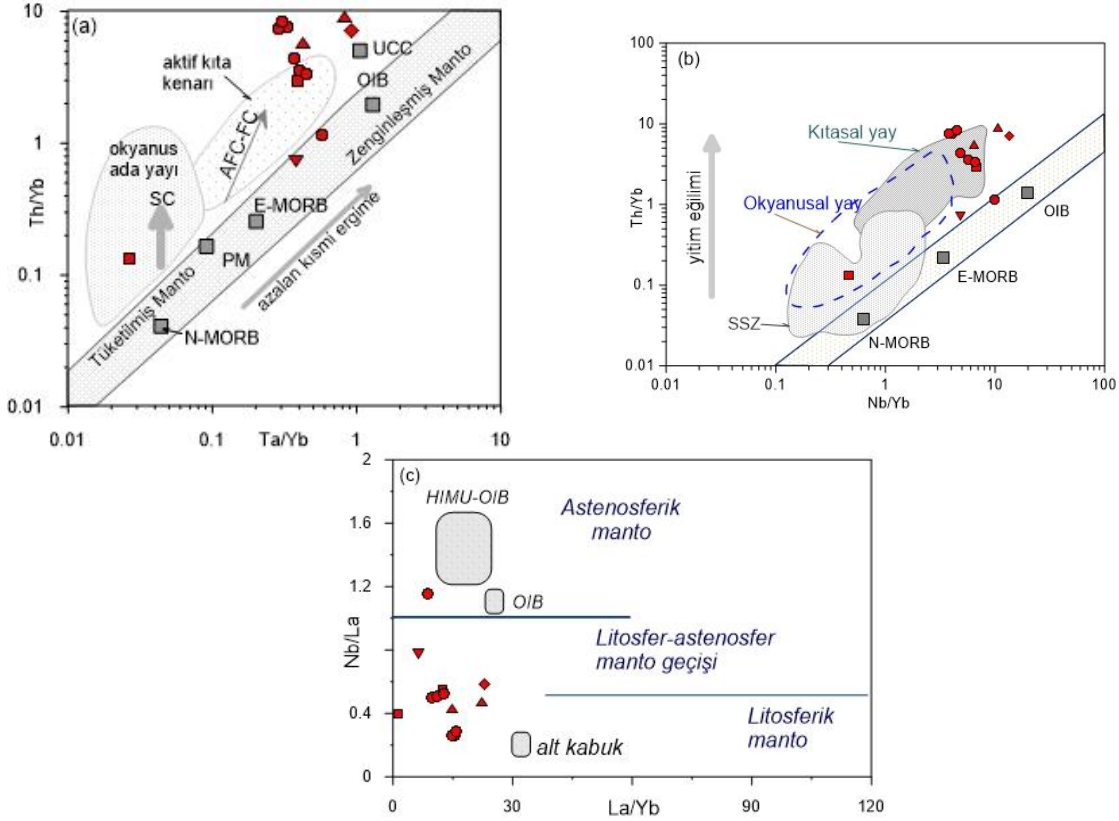 (a)
10
1
0.1
0.01
Th/Yb
aktif kıta
kenarı
okyanus
ada yayı
SC
AFC-FC
UCC
OIB
Zenginleşmiş Manto
E-MORB
PM
Tüketilmiş Manto
N-MORB
azalan kısmi ergime
0.01
0.1
Ta/Yb
1
10
(b)
100
10
1
0.1
0.01
Th/Yb
yitim eğilimi
Kıtasal yay
Okyanusal yay
OIB
E-MORB
SSZ
N-MORB
0.01
0.1
1
10
100
Nb/Yb
(c)
2
1.6
1.2
0.4
0
Nb/La
HIMU-OIB
Astenosferik
manto
OIB
Litosfer-astenosfer
manto geçişi
Litosferik
manto
alt kabuk
0
30
La/Yb
90
120